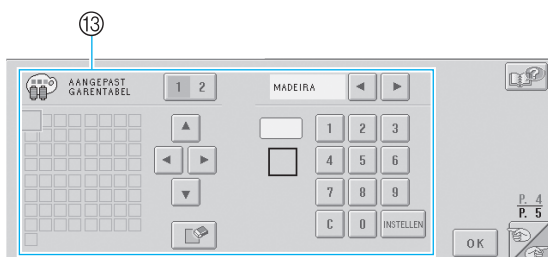 ⑬
AANGEPAST
GARENTABEL
1 2
MADEIRA
1 2 3
4 5 6
7 8 9
C 0 INSTELLEN
P. 4
P. 5
OK